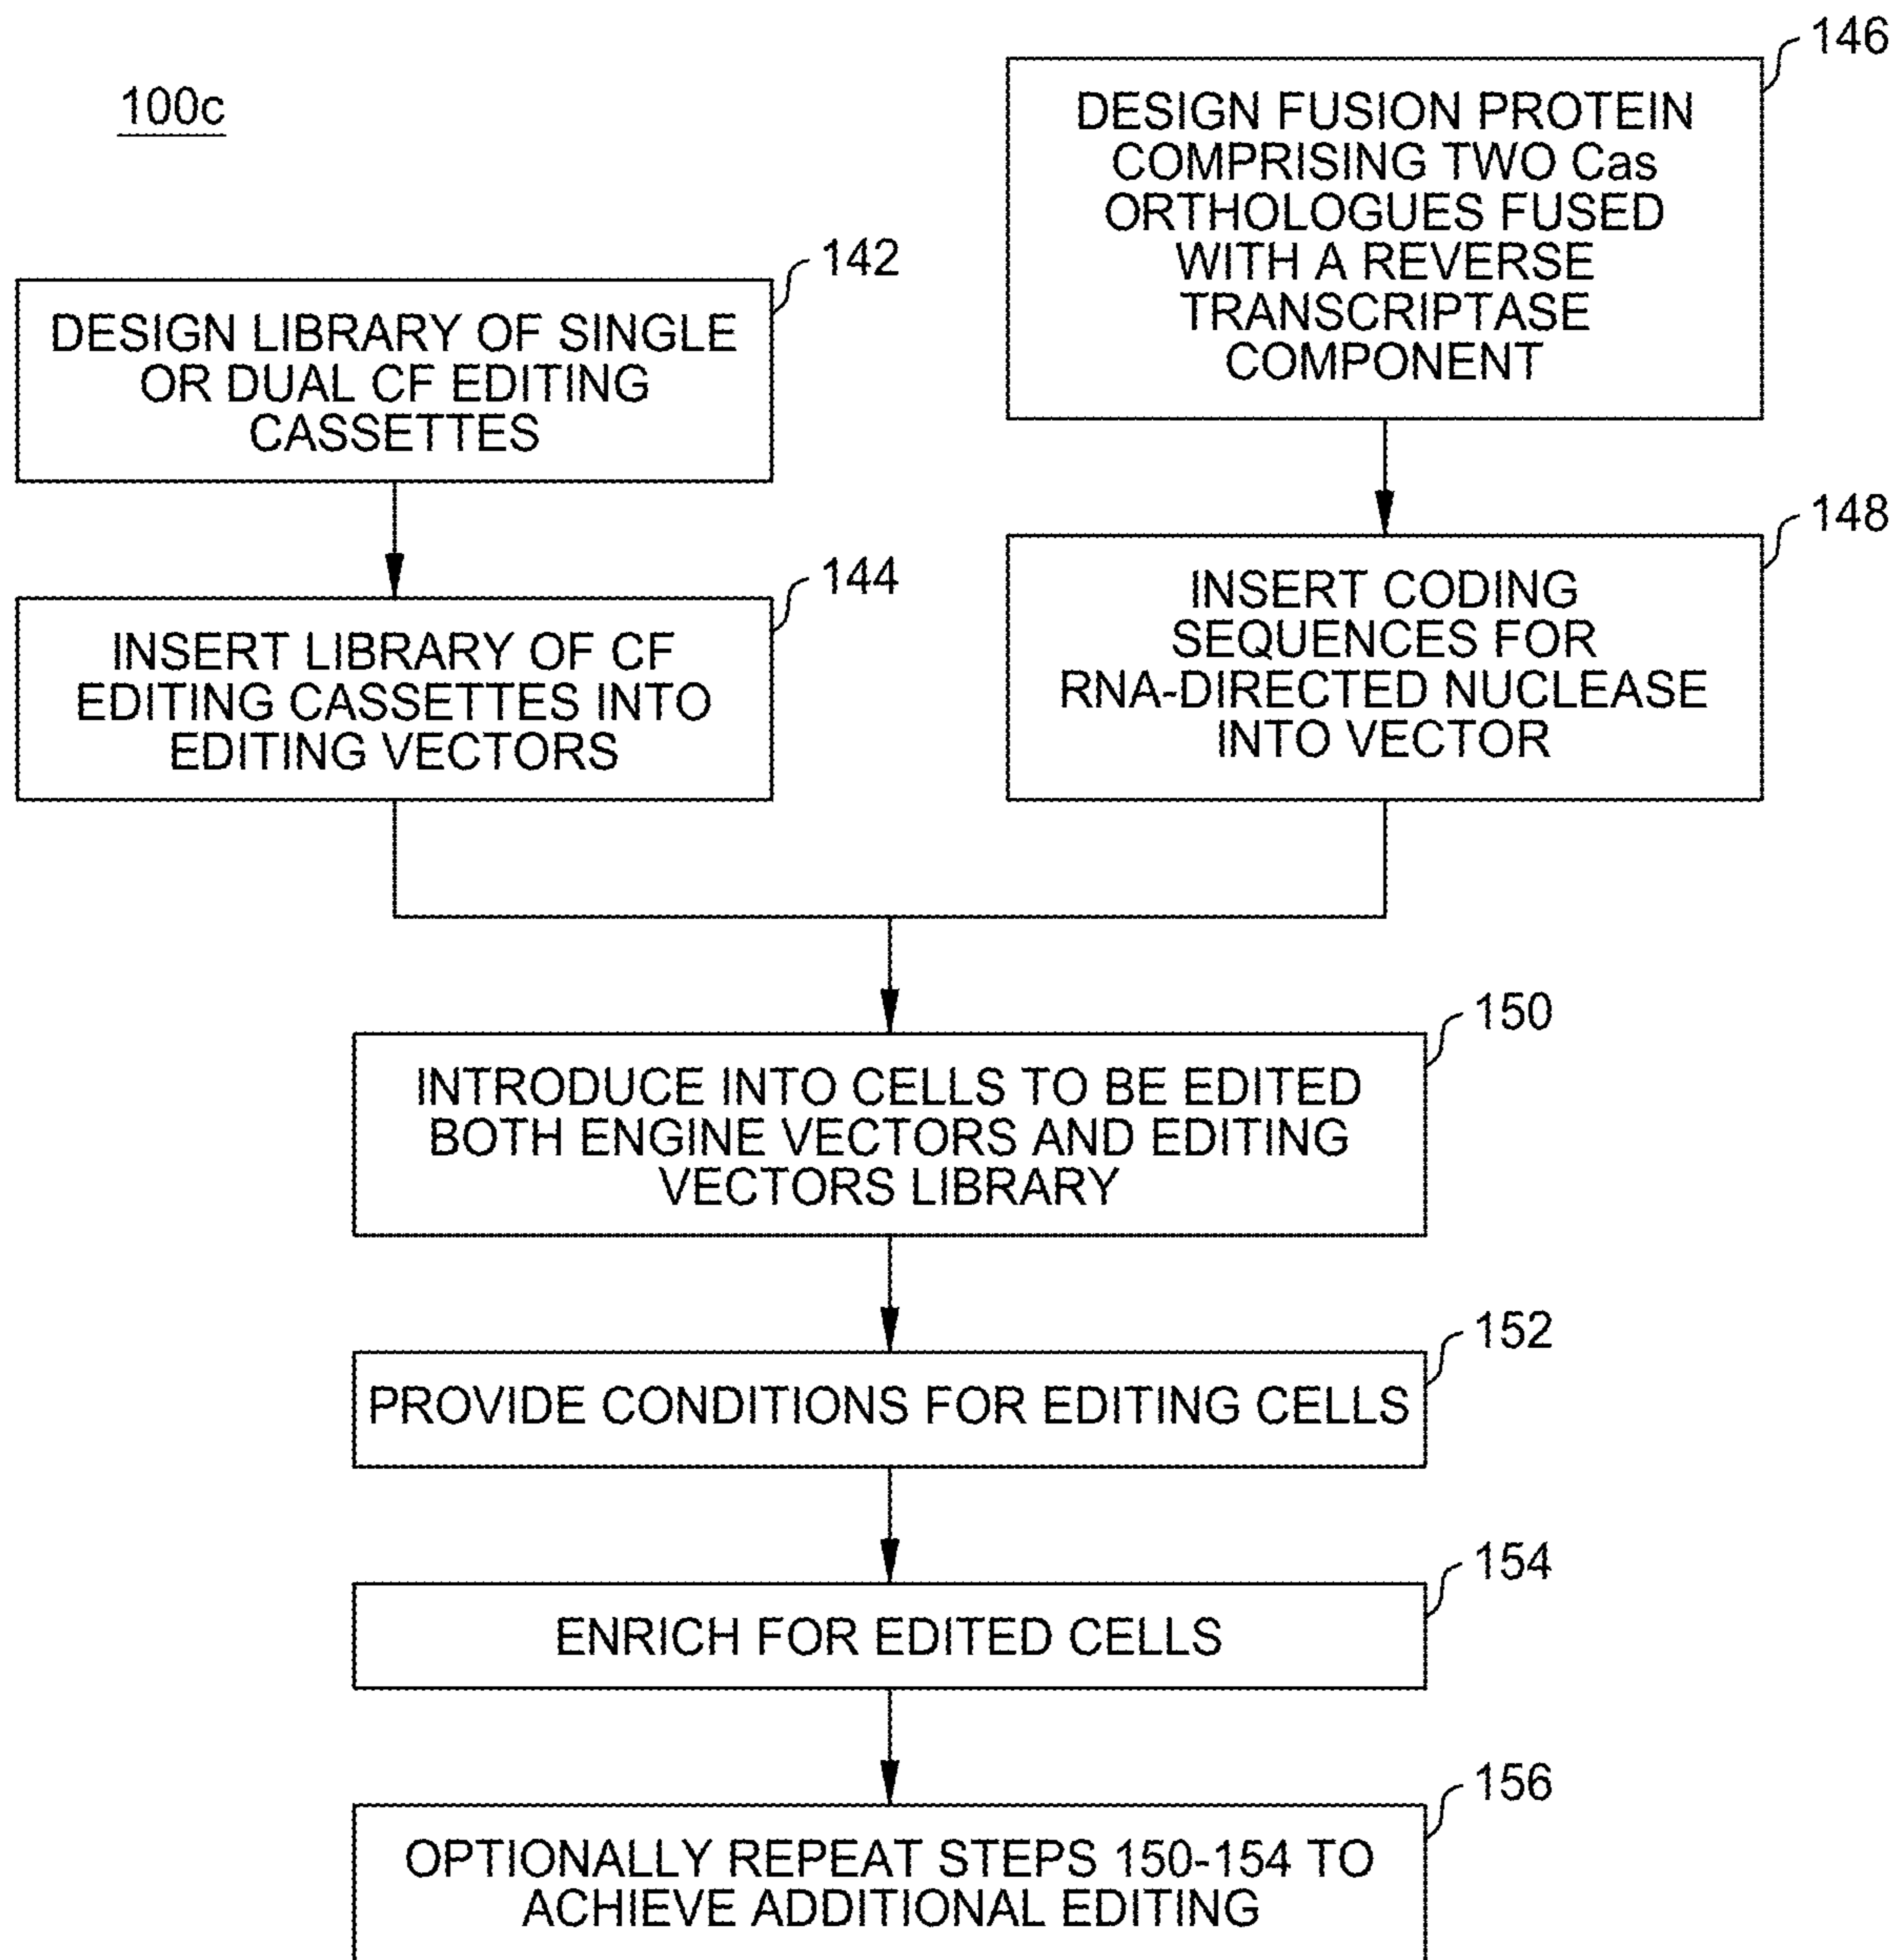 100c
142
DESIGN LIBRARY OF SINGLE
OR DUAL CF EDITING
CASSETTES
144
INSERT LIBRARY OF CF
EDITING CASSETTES INTO
EDITING VECTORS
146
DESIGN FUSION PROTEIN
COMPRISING TWO Cas
ORTHOLOGUES FUSED
WITH A REVERSE
TRANSCRIPTASE
COMPONENT
148
INSERT CODING
SEQUENCES FOR
RNA-DIRECTED NUCLEASE
INTO VECTOR
150
INTRODUCE INTO CELLS TO BE EDITED
BOTH ENGINE VECTORS AND EDITING
VECTORS LIBRARY
152
PROVIDE CONDITIONS FOR EDITING CELLS
154
ENRICH FOR EDITED CELLS
156
OPTIONALLY REPEAT STEPS 150-154 TO
ACHIEVE ADDITIONAL EDITING